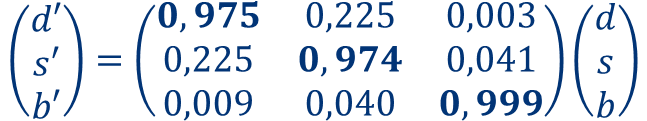 d′ 0,975 0,225 0,003 d
s′ = 0,225 0,974 0,041 s
b′ 0,009 0,040 0,999 b